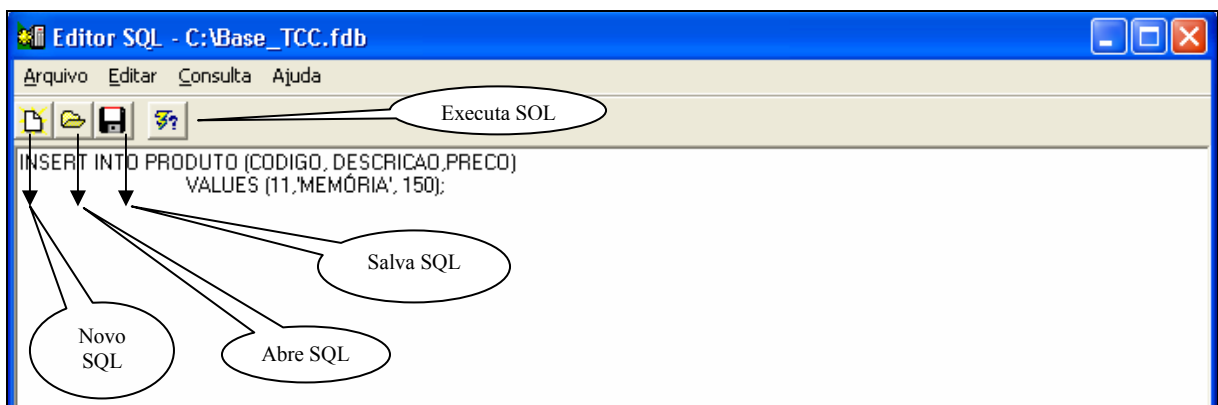 Editor SQL - C:\Base_TCC.fdb
Arquivo Editar Consulta Ajuda
Executa SOL
INSERT INTO PRODUTO (CODIGO, DESCRICAO,PRECO)
VALUES (11,'MEMÓRIA', 150);
Salva SQL
Novo
SQL
Abre SQL